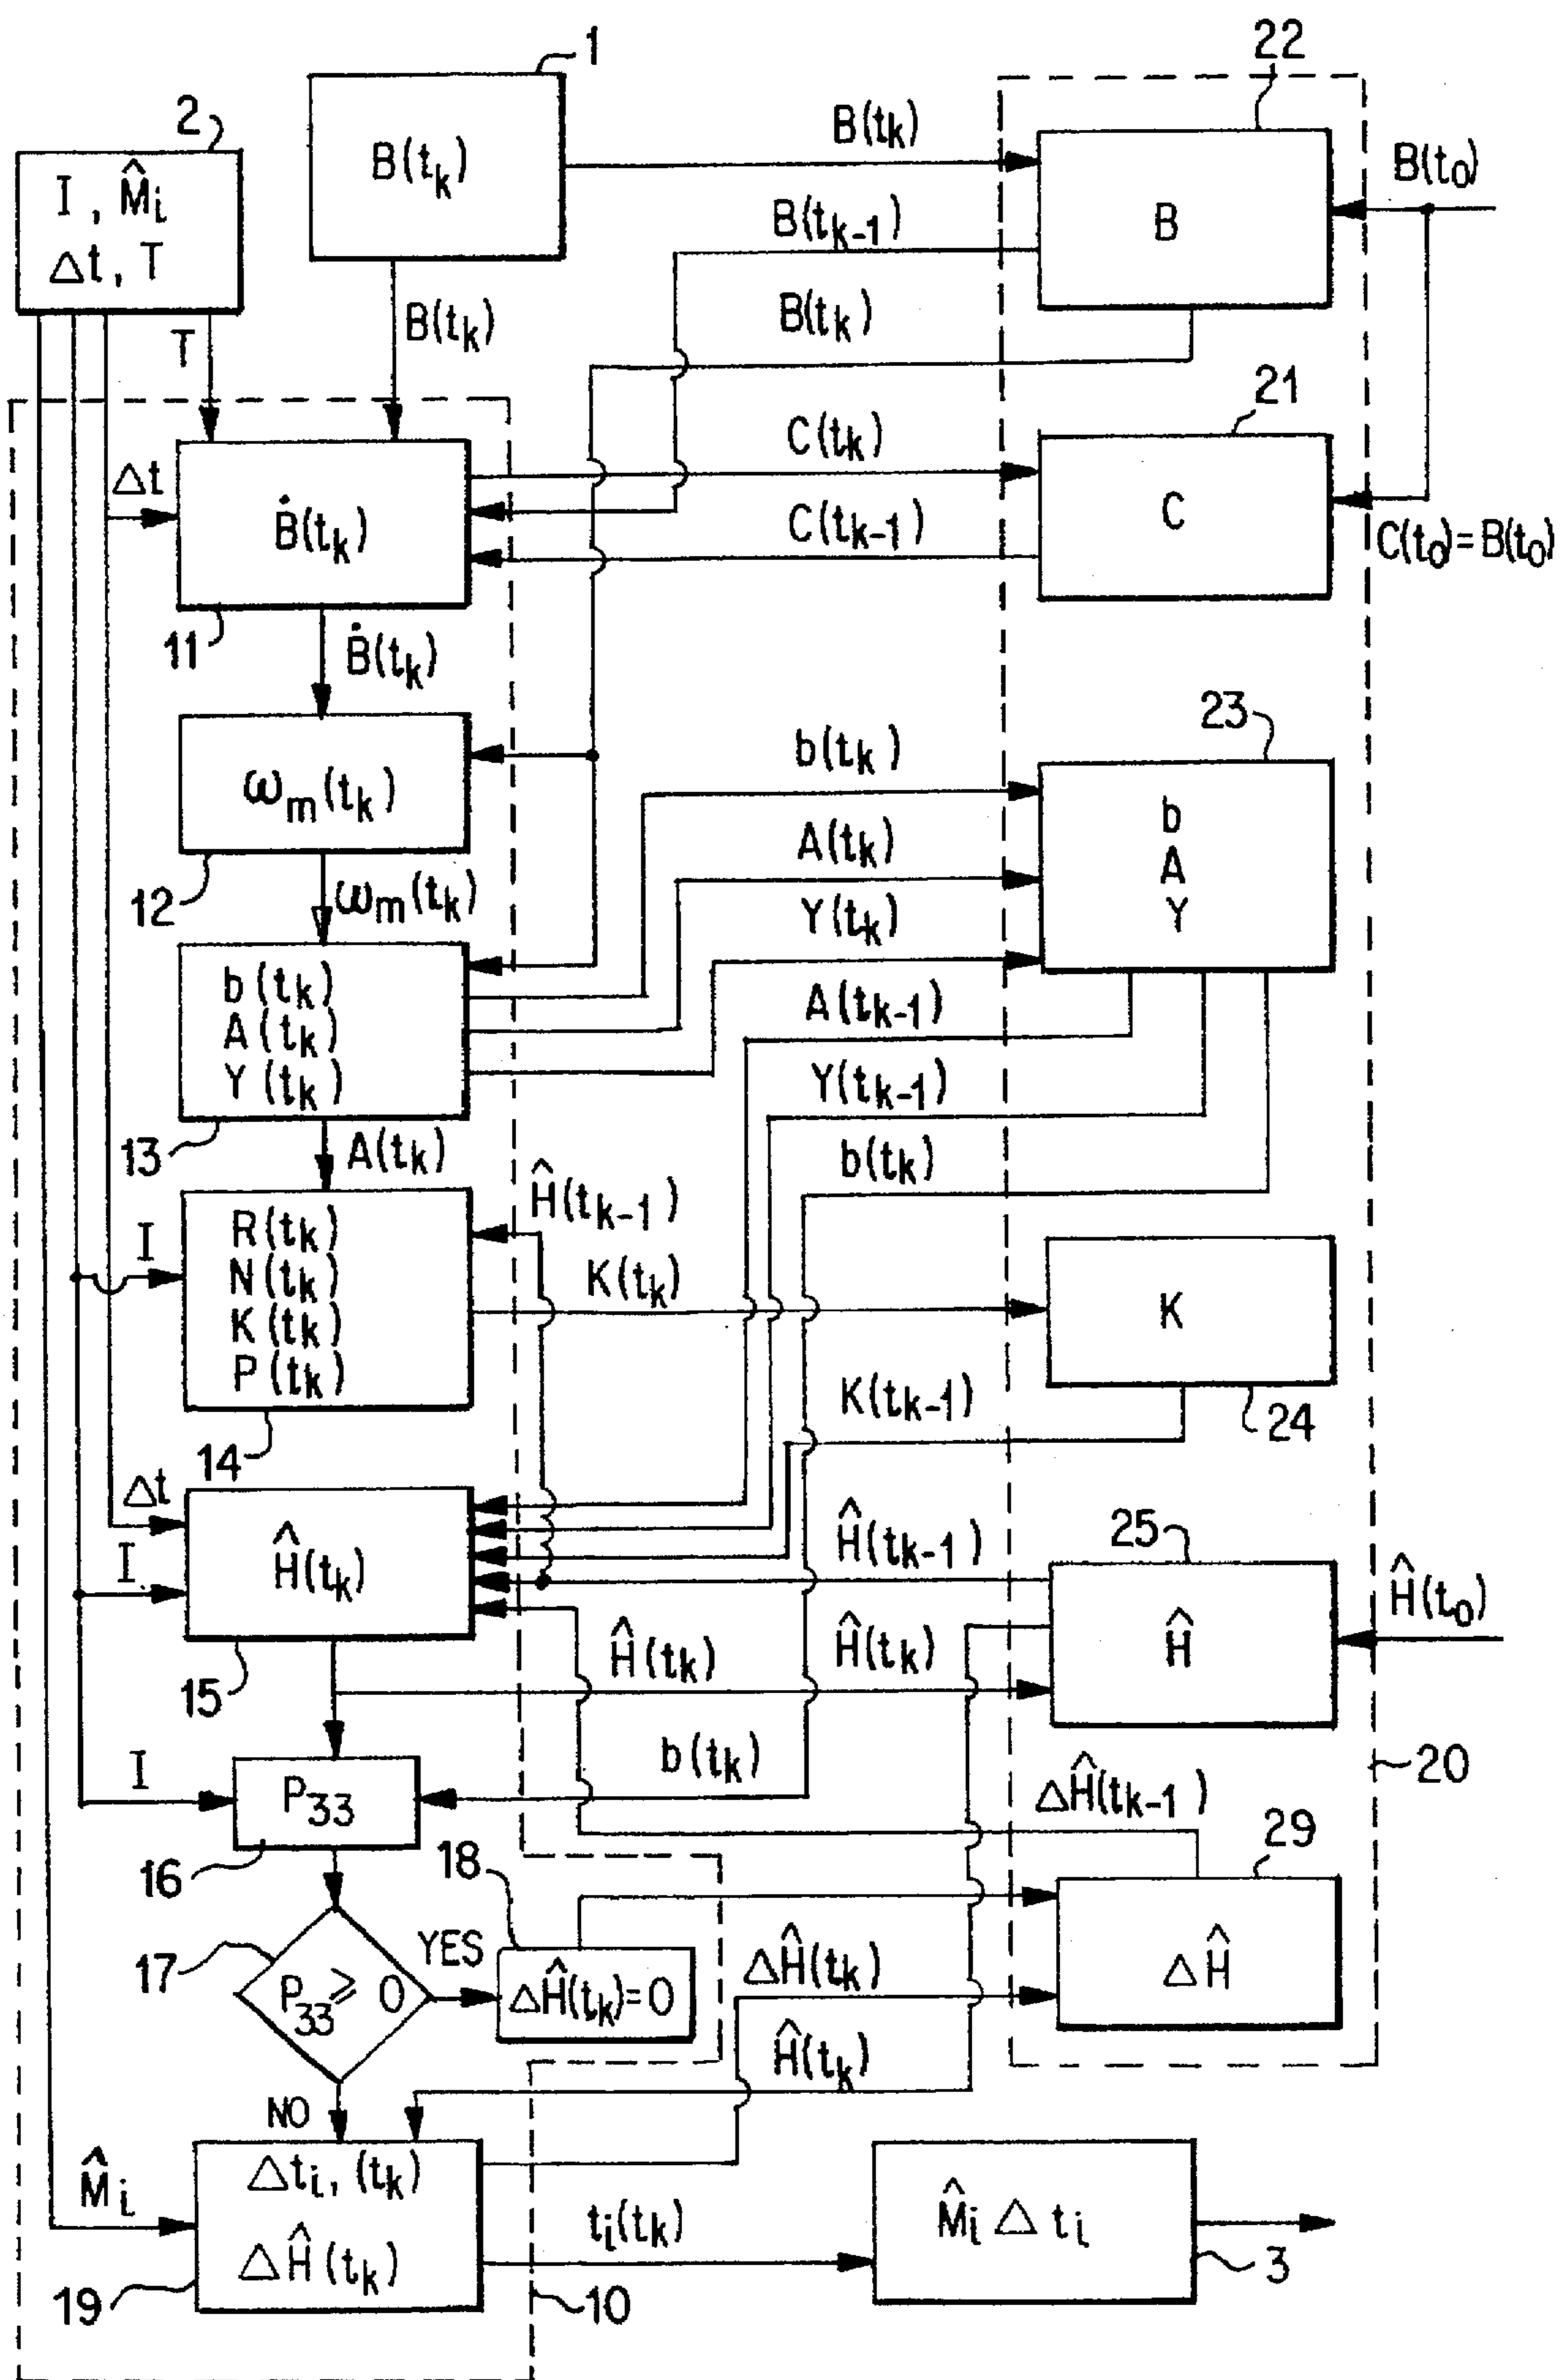 1
22
2
B(tₖ)
B(t₀)
I , M̂ᵢ
Δt , T
B(tₖ)
B
B(tₖ₋₁)
B(tₖ)
B(tₖ)
T
21
C(tₖ)
Δt
Ḃ(tₖ)
C
C(tₖ₋₁)
C(t₀)=B(t₀)
11
Ḃ(tₖ)
23
b(tₖ)
ωₘ(tₖ)
b
A
Y
A(tₖ)
12
ωₘ(tₖ)
Y(tₖ)
b(tₖ)
A(tₖ)
Y(tₖ)
A(tₖ₋₁)
Y(tₖ₋₁)
13
A(tₖ)
b(tₖ)
Ĥ(tₖ₋₁)
I
R(tₖ)
N(tₖ)
K(tₖ)
P(tₖ)
K(tₖ)
K
K(tₖ₋₁)
24
14
Δt
Ĥ(tₖ)
Ĥ(tₖ₋₁)
25
I
Ĥ(t₀)
Ĥ
15
Ĥ(tₖ)
Ĥ(tₖ)
I
P₃₃
b(tₖ)
20
ΔĤ(tₖ₋₁)
29
16
18
17
YES
P₃₃ ≥ 0
ΔĤ(tₖ)=0
ΔĤ(tₖ)
ΔĤ
Ĥ(tₖ)
NO
M̂ᵢ
Δtᵢ, (tₖ)
ΔĤ(tₖ)
tᵢ(tₖ)
M̂ᵢ Δ tᵢ
3
19
10